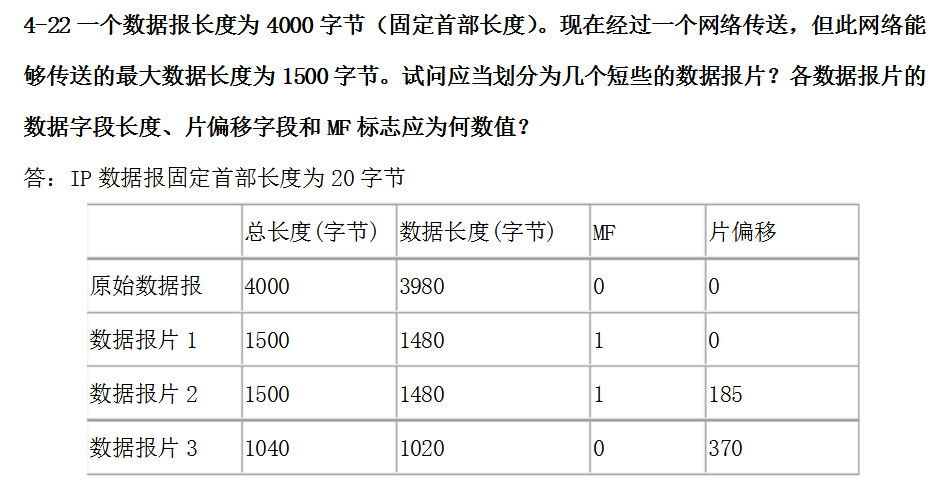 4-22 一个数据报长度为 4000 字节（固定首部长度）。现在经过一个网络传送，但此网络能
够传送的最大数据长度为 1500 字节。试问应当划分为几个短些的数据报片？各数据报片的
数据字段长度、片偏移字段和 MF 标志应为何数值？
答：IP 数据报固定首部长度为 20 字节
总长度(字节) 数据长度(字节) MF 片偏移
原始数据报 4000 3980 0 0
数据报片 1 1500 1480 1 0
数据报片 2 1500 1480 1 185
数据报片 3 1040 1020 0 370